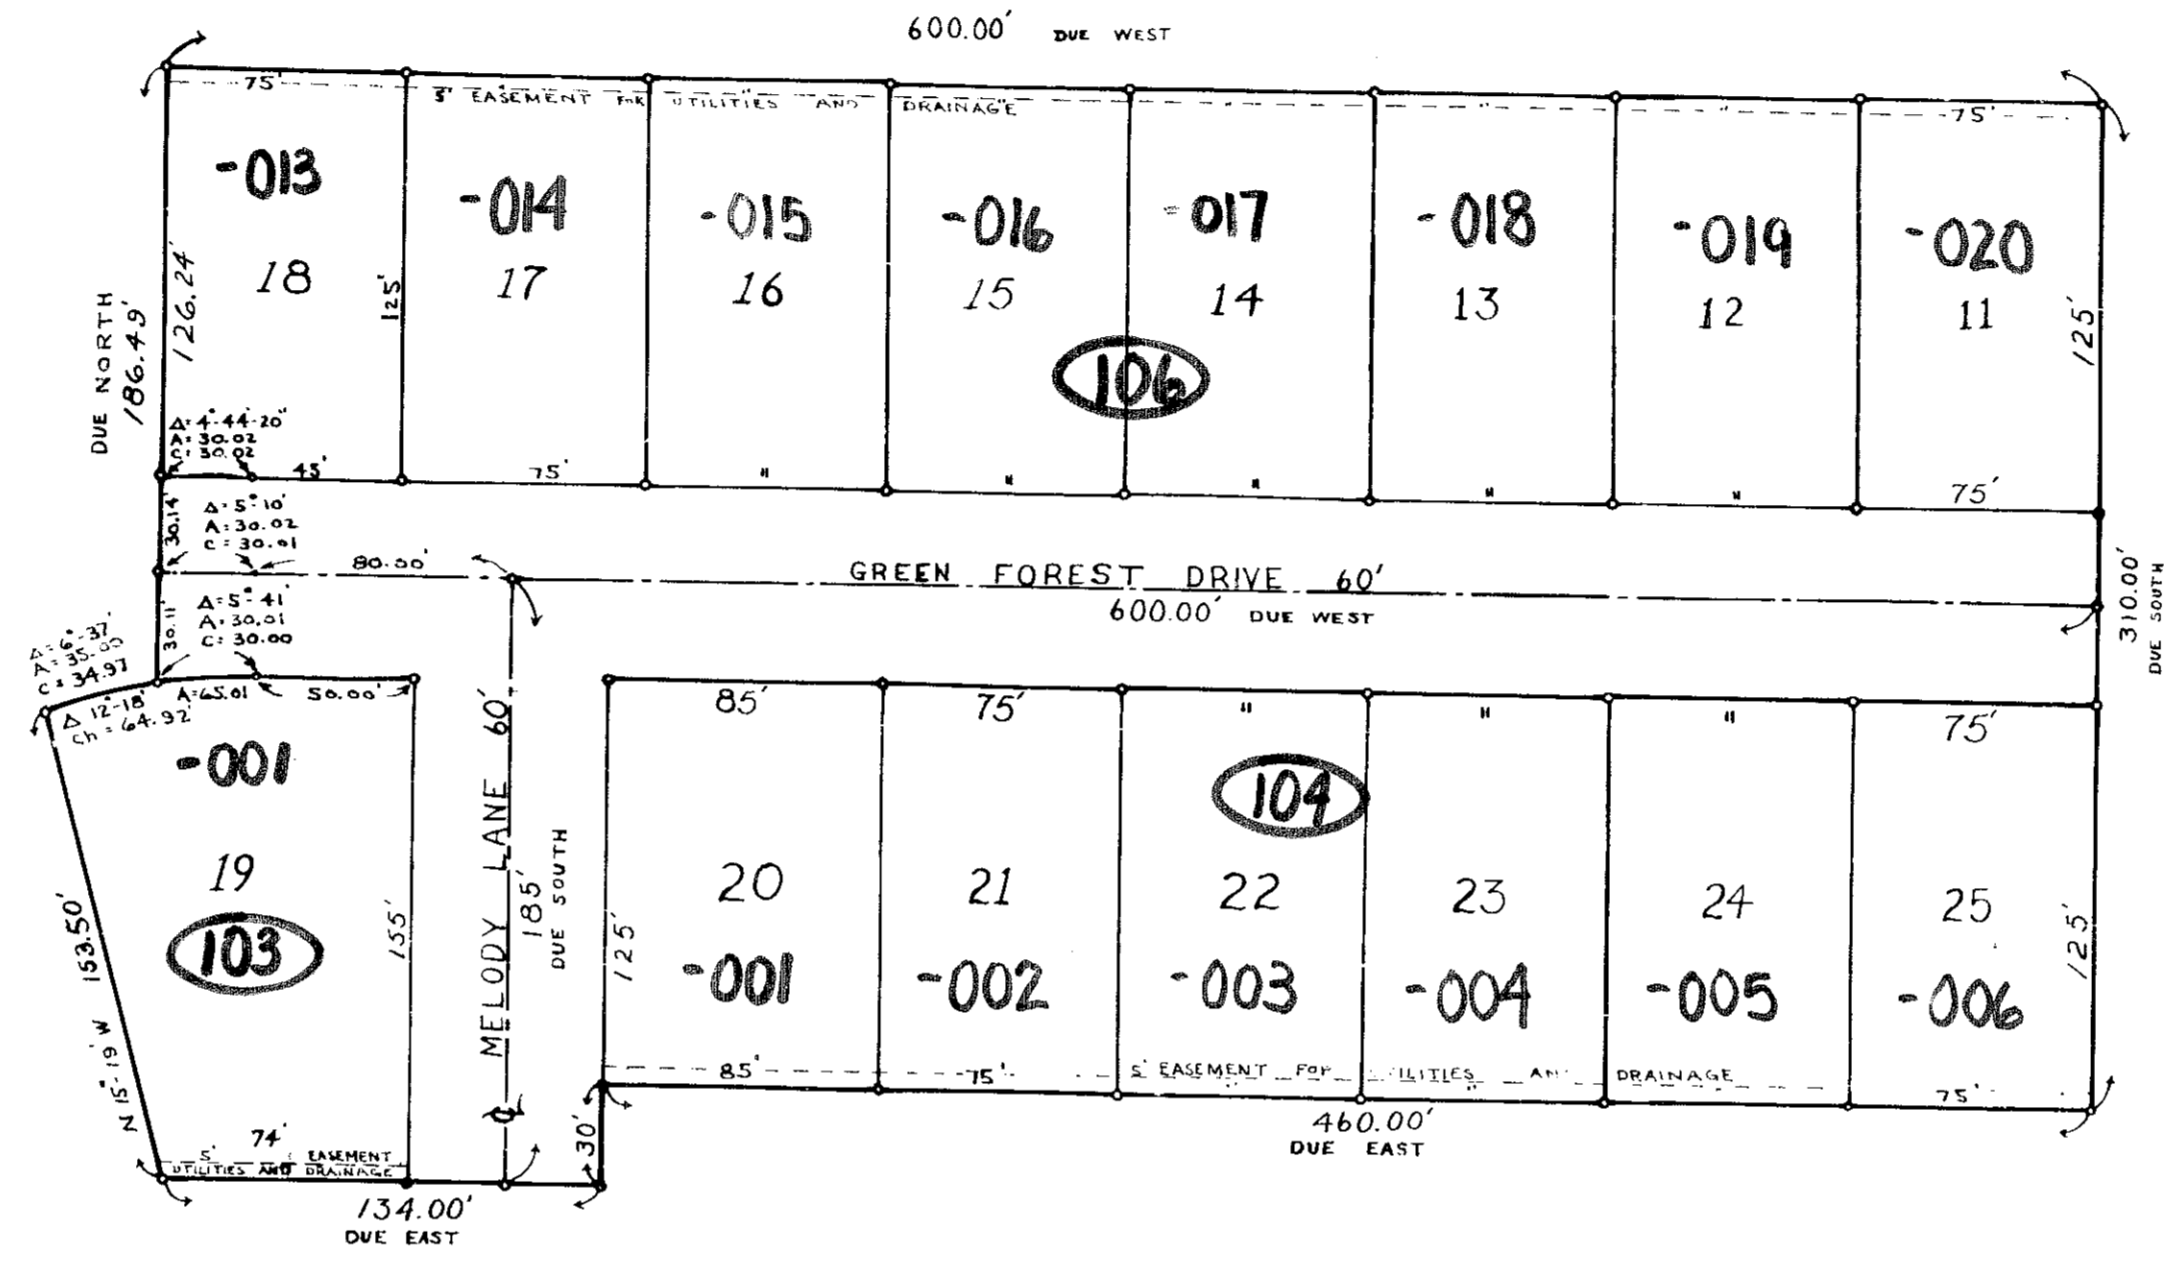 600.00' DUE WEST
75'
5' EASEMENT FOR UTILITIES AND DRAINAGE
"
"
"
75'
-013
-014
-015
-016
-017
-018
-019
-020
18
17
16
15
14
13
12
11
106
DUE NORTH
186.49'
126.24'
125'
125'
Δ=4°-44'-20"
A=30.02
C=30.02
45'
75'
"
"
"
"
"
75'
30.14'
Δ=5°-10'
A=30.02
C=30.01
80.00'
GREEN FOREST DRIVE 60'
600.00' DUE WEST
310.00'
DUE SOUTH
30.11'
Δ=5°-41'
A=30.01
C=30.00
Δ=6°-37'
C=34.97
Δ 12°-18'
Ch=64.92'
A=65.01
50.00'
85'
75'
"
"
"
75'
-001
19
103
153.50'
N 15°-19' W
155'
MELODY LANE 60'
185'
DUE SOUTH
125'
104
20
21
22
23
24
25
-001
-002
-003
-004
-005
-006
125'
85'
75'
5' EASEMENT FOR
DRAINAGE
75'
460.00'
DUE EAST
30'
74'
5' EASEMENT
UTILITIES AND DRAINAGE
134.00'
DUE EAST